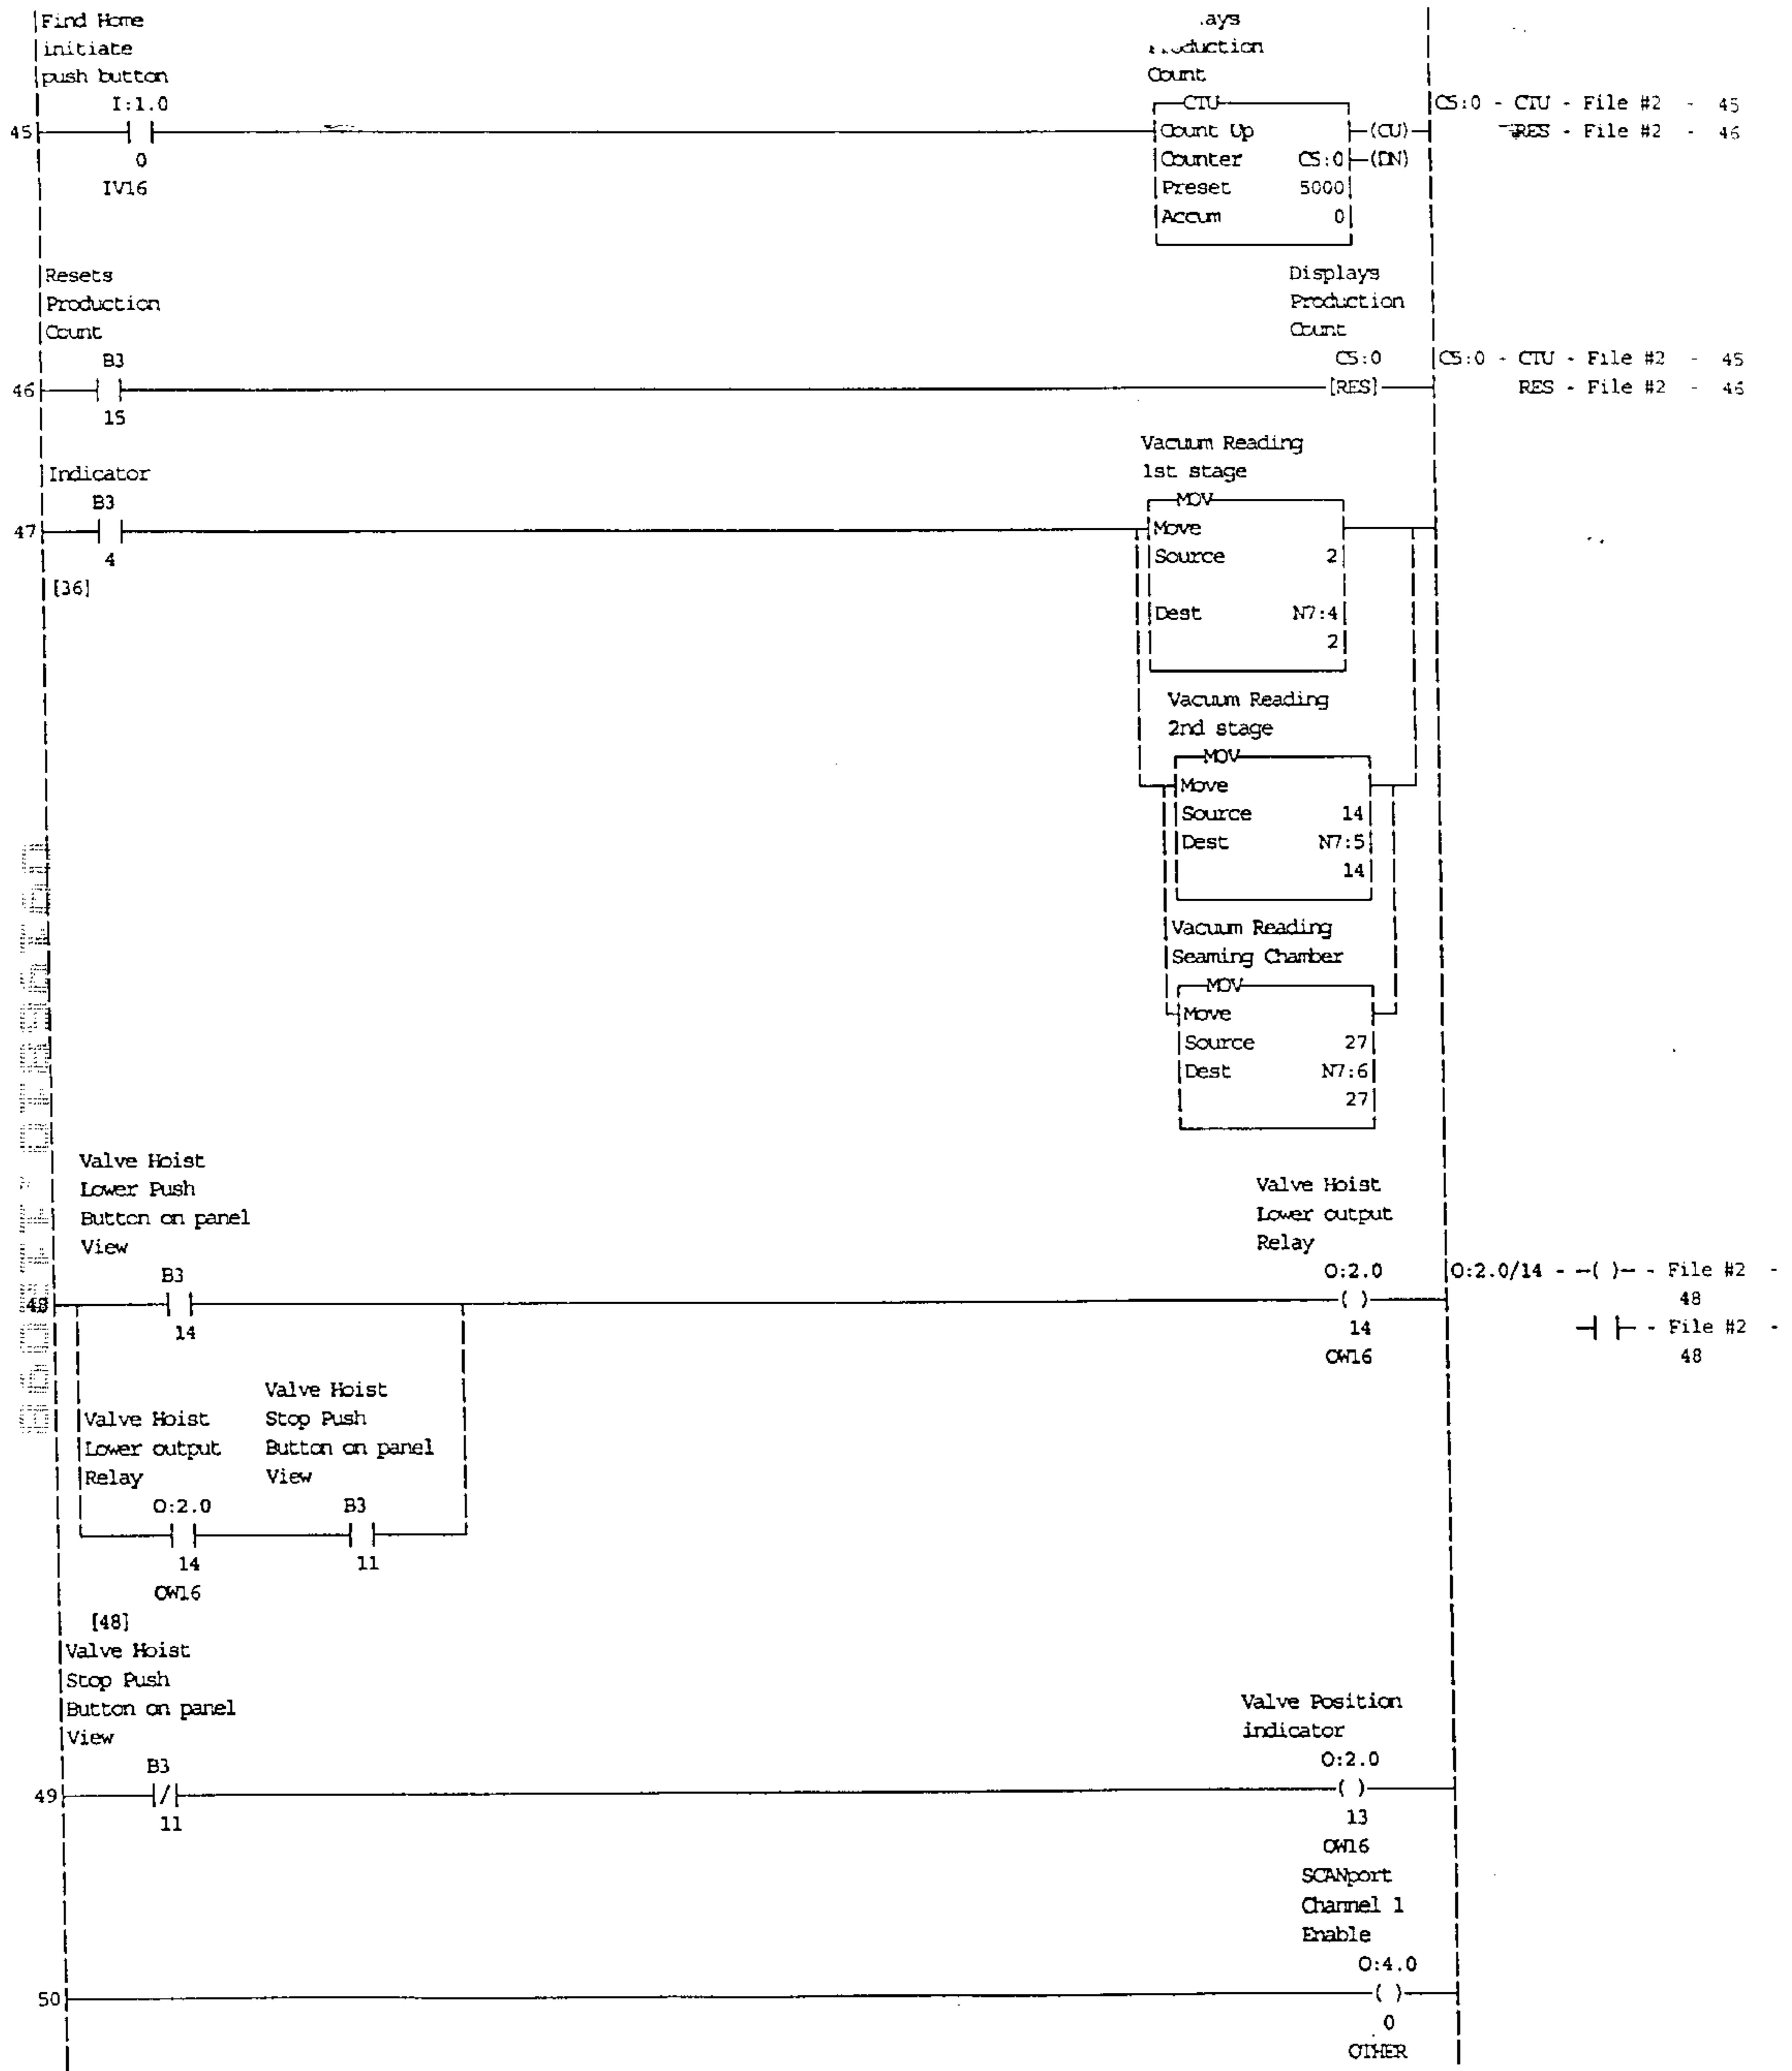 Find Home
initiate
push button
I:1.0
45
0
IV16
Production
Count
CTU
Count Up (CU)
Counter C5:0 (DN)
Preset 5000
Accum 0
C5:0 - CTU - File #2 - 45
RES - File #2 - 46
Resets
Production
Count
B3
46
15
Displays
Production
Count
C5:0
[RES]
C5:0 - CTU - File #2 - 45
RES - File #2 - 46
Indicator
B3
47
4
[36]
Vacuum Reading
1st stage
MOV
Move
Source 2
Dest N7:4
2
Vacuum Reading
2nd stage
MOV
Move
Source 14
Dest N7:5
14
Vacuum Reading
Seaming Chamber
MOV
Move
Source 27
Dest N7:6
27
Valve Hoist
Lower Push
Button on panel
View
B3
48
14
Valve Hoist
Lower output
Relay
O:2.0
( )
14
OW16
O:2.0/14 - -( )- - File #2 -
48
-| |- - File #2 -
48
Valve Hoist
Lower output
Relay
O:2.0
14
OW16
[48]
Valve Hoist
Stop Push
Button on panel
View
B3
11
Valve Hoist
Stop Push
Button on panel
View
B3
49
11
Valve Position
indicator
O:2.0
( )
13
OW16
SCANport
Channel 1
Enable
O:4.0
50
( )
0
OTHER